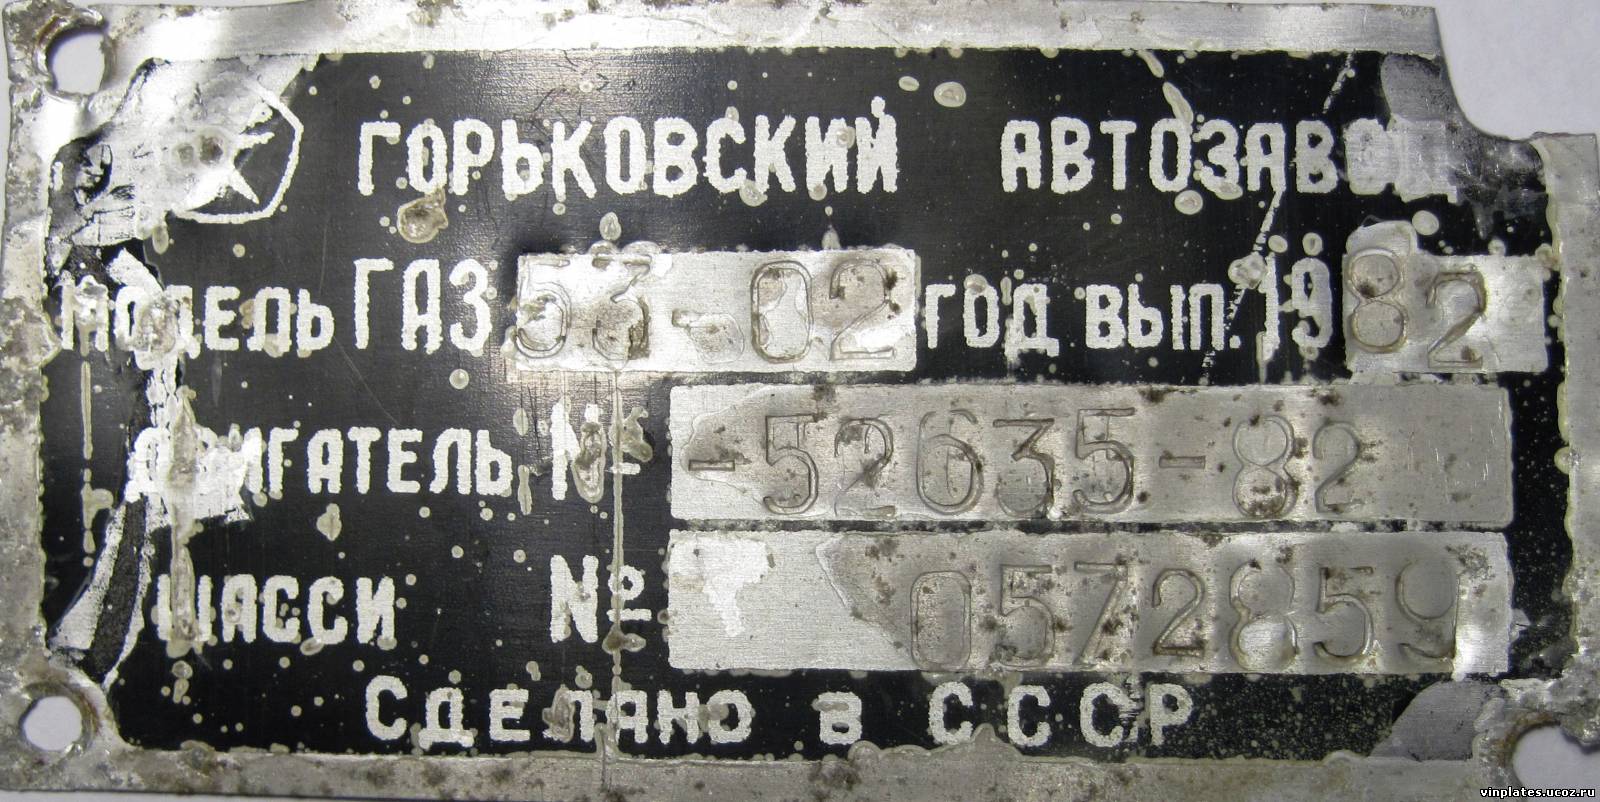 ГОРЬКОВСКИЙ АВТОЗАВОД
МОДЕЛЬ ГАЗ 53-02 ГОД ВЫП. 1982
ДВИГАТЕЛЬ № -52635-82
ШАССИ № 0572859
СДЕЛАНО В СССР
vinplates.ucoz.ru